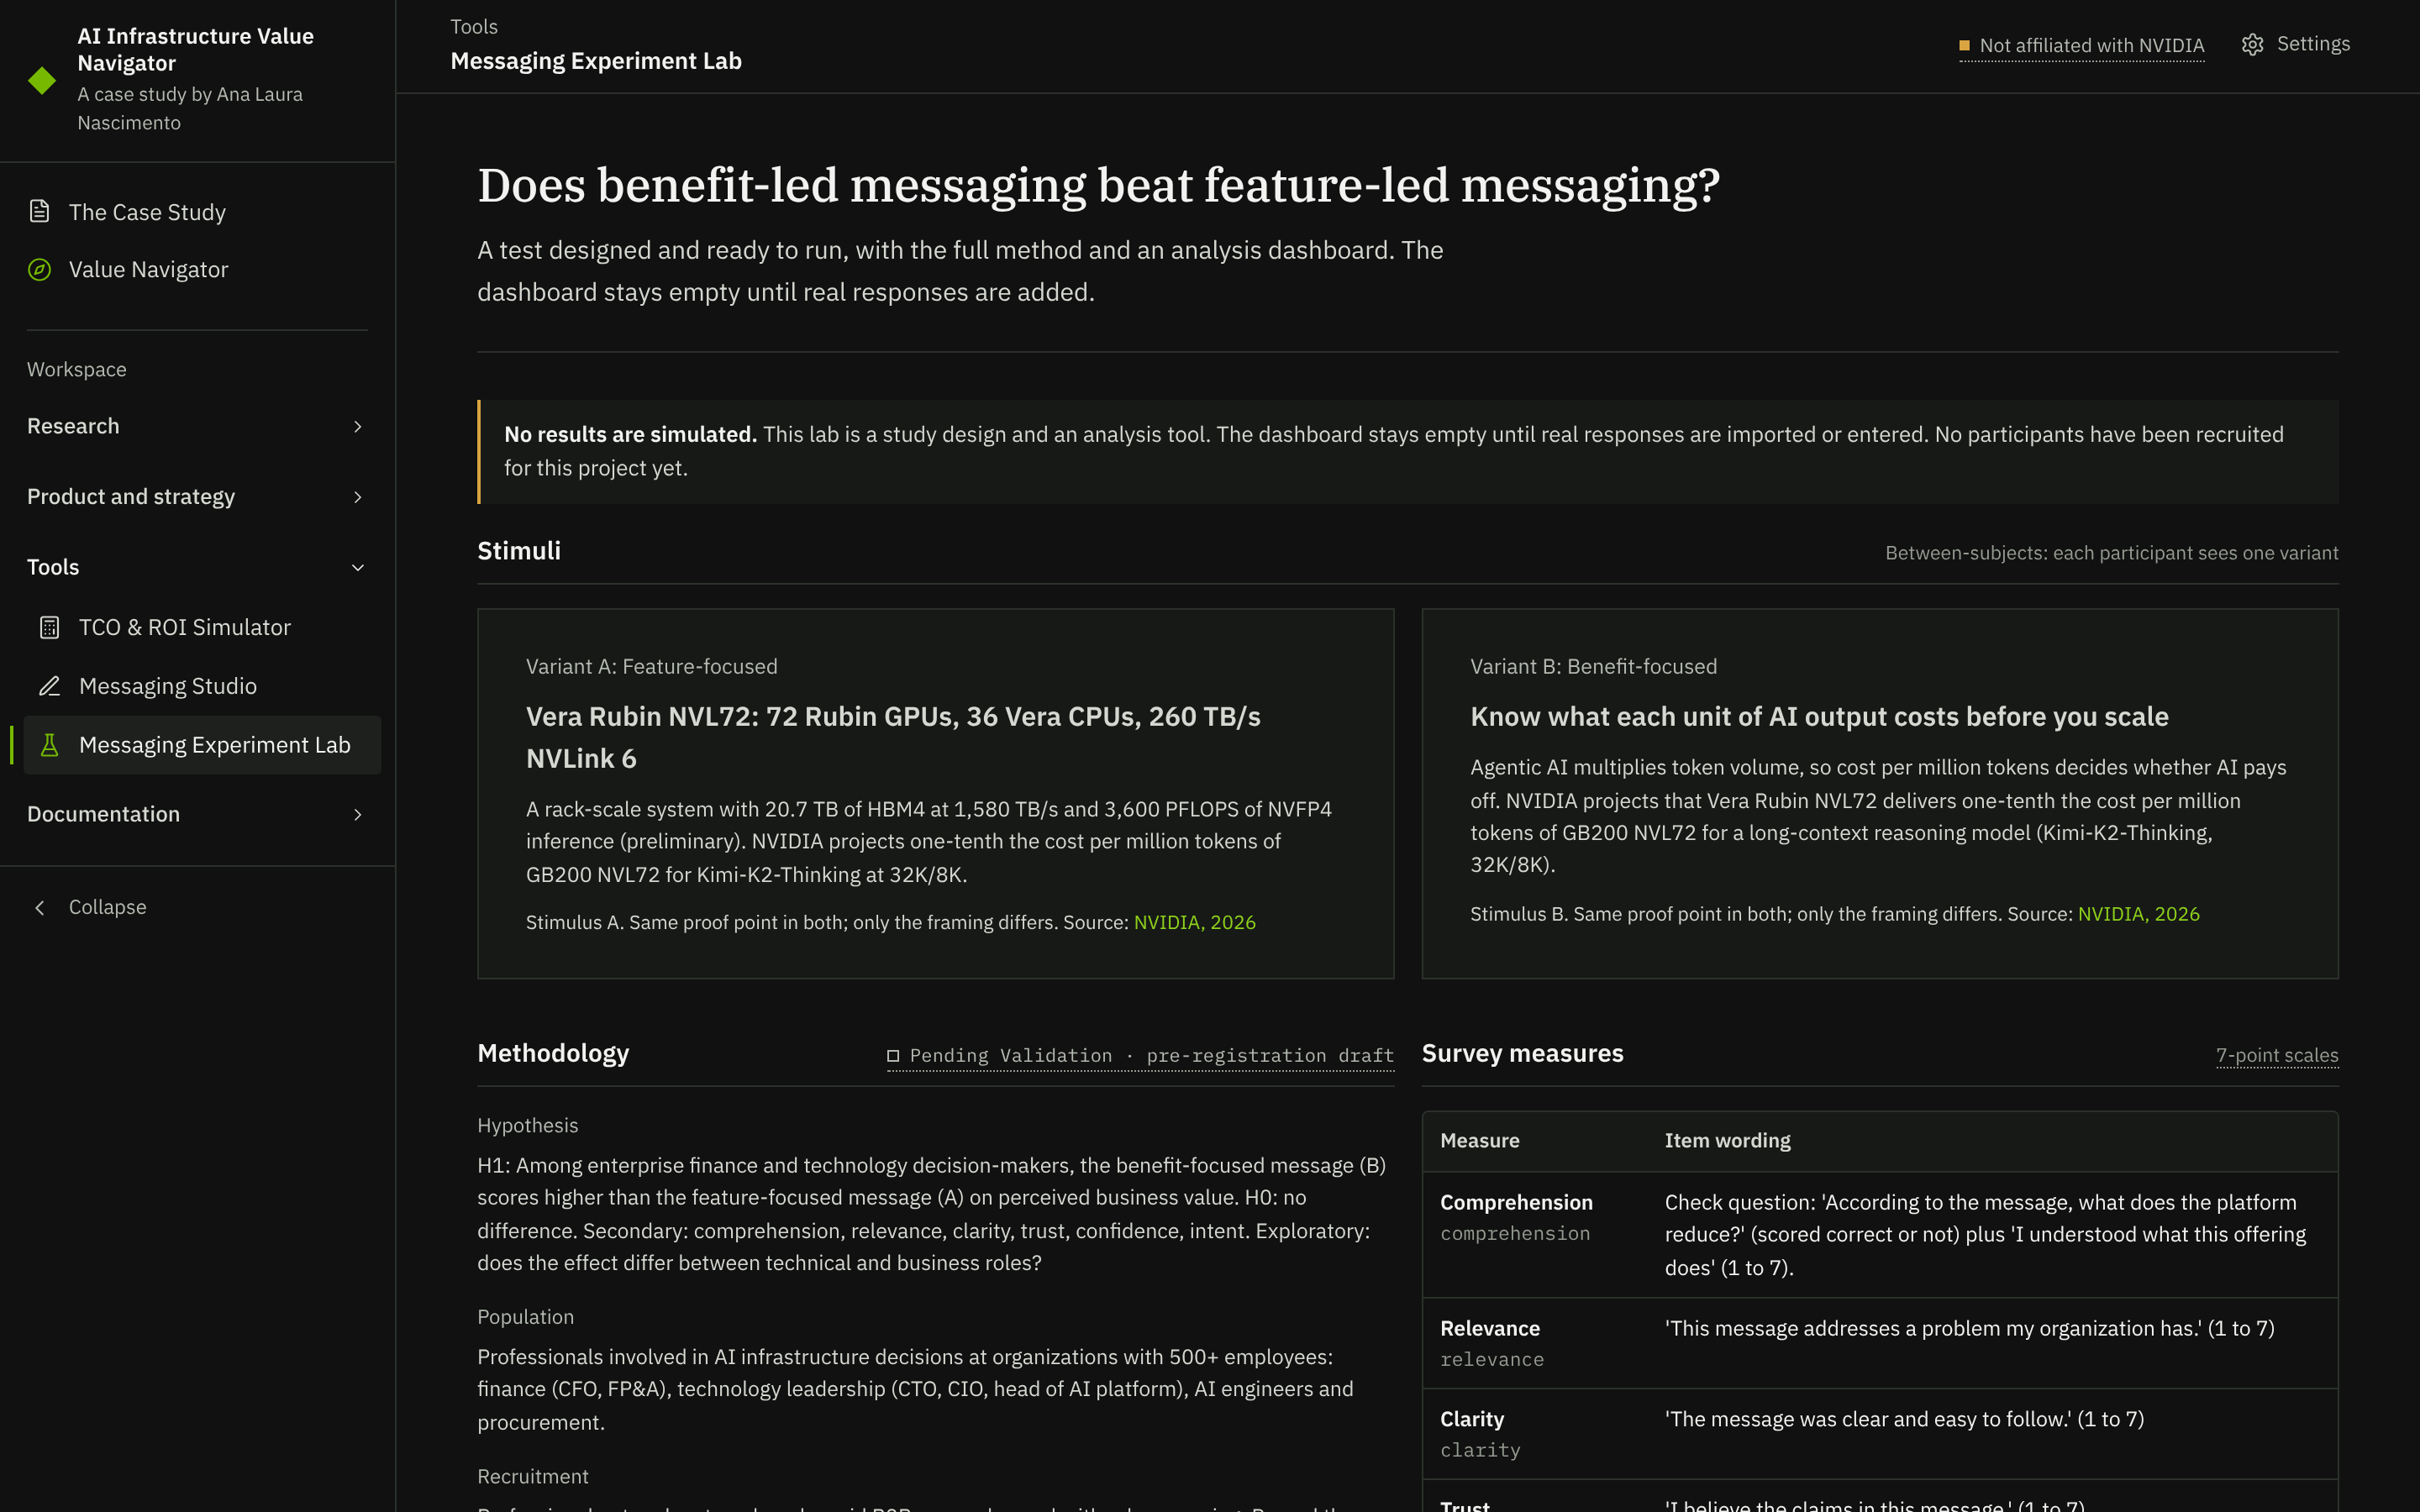 AI Infrastructure Value
Navigator
A case study by Ana Laura
Nascimento
The Case Study
Value Navigator
Workspace
Research
Product and strategy
Tools
TCO & ROI Simulator
Messaging Studio
Messaging Experiment Lab
Documentation
Collapse
Tools
Messaging Experiment Lab
Not affiliated with NVIDIA
Settings
Does benefit-led messaging beat feature-led messaging?
A test designed and ready to run, with the full method and an analysis dashboard. The
dashboard stays empty until real responses are added.
No results are simulated. This lab is a study design and an analysis tool. The dashboard stays empty until real responses are imported or entered. No participants have been recruited
for this project yet.
Stimuli
Between-subjects: each participant sees one variant
Variant A: Feature-focused
Vera Rubin NVL72: 72 Rubin GPUs, 36 Vera CPUs, 260 TB/s
NVLink 6
A rack-scale system with 20.7 TB of HBM4 at 1,580 TB/s and 3,600 PFLOPS of NVFP4
inference (preliminary). NVIDIA projects one-tenth the cost per million tokens of
GB200 NVL72 for Kimi-K2-Thinking at 32K/8K.
Stimulus A. Same proof point in both; only the framing differs. Source: NVIDIA, 2026
Variant B: Benefit-focused
Know what each unit of AI output costs before you scale
Agentic AI multiplies token volume, so cost per million tokens decides whether AI pays
off. NVIDIA projects that Vera Rubin NVL72 delivers one-tenth the cost per million
tokens of GB200 NVL72 for a long-context reasoning model (Kimi-K2-Thinking,
32K/8K).
Stimulus B. Same proof point in both; only the framing differs. Source: NVIDIA, 2026
Methodology
Pending Validation · pre-registration draft
Hypothesis
H1: Among enterprise finance and technology decision-makers, the benefit-focused message (B)
scores higher than the feature-focused message (A) on perceived business value. H0: no
difference. Secondary: comprehension, relevance, clarity, trust, confidence, intent. Exploratory:
does the effect differ between technical and business roles?
Population
Professionals involved in AI infrastructure decisions at organizations with 500+ employees:
finance (CFO, FP&A), technology leadership (CTO, CIO, head of AI platform), AI engineers and
procurement.
Recruitment
Survey measures
7-point scales
Measure
Item wording
Comprehension
comprehension
Check question: 'According to the message, what does the platform
reduce?' (scored correct or not) plus 'I understood what this offering
does' (1 to 7).
Relevance
relevance
'This message addresses a problem my organization has.' (1 to 7)
Clarity
clarity
'The message was clear and easy to follow.' (1 to 7)
Trust
'I believe the claims in this message.' (1 to 7)